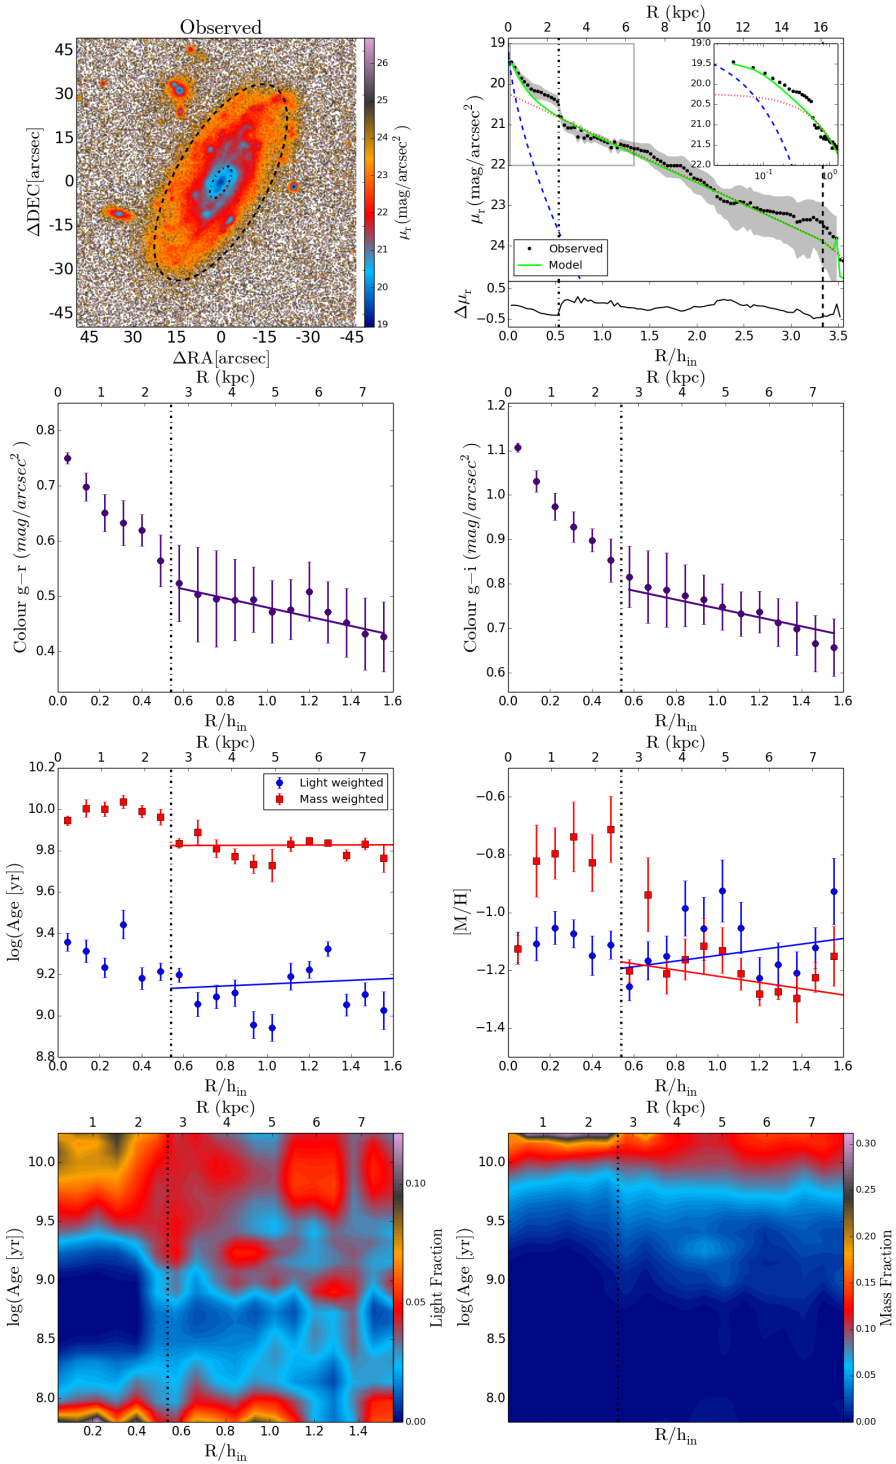 Observed
45
30
15
0
-15
-30
-45
ΔDEC[arcsec]
45 30 15 0 -15 -30 -45
ΔRA[arcsec]
26
25
24
23
22
21
20
19
μr (mag/arcsec²)
R (kpc)
0 2 4 6 8 10 12 14 16
19
20
21
22
23
24
μr (mag/arcsec²)
19.0
19.5
20.0
20.5
21.0
21.5
22.0
10⁻¹ 10⁰
Observed
Model
0.5
−0.5
Δμr
0.0 0.5 1.0 1.5 2.0 2.5 3.0 3.5
R/hin
R (kpc)
0 1 2 3 4 5 6 7
0.8
0.7
0.6
0.5
0.4
Colour g−r (mag/arcsec²)
0.0 0.2 0.4 0.6 0.8 1.0 1.2 1.4 1.6
R/hin
R (kpc)
0 1 2 3 4 5 6 7
1.2
1.1
1.0
0.9
0.8
0.7
0.6
Colour g−i (mag/arcsec²)
0.0 0.2 0.4 0.6 0.8 1.0 1.2 1.4 1.6
R/hin
R (kpc)
0 1 2 3 4 5 6 7
10.2
10.0
9.8
9.6
9.4
9.2
9.0
8.8
log(Age [yr])
Light weighted
Mass weighted
0.0 0.2 0.4 0.6 0.8 1.0 1.2 1.4 1.6
R/hin
R (kpc)
0 1 2 3 4 5 6 7
−0.6
−0.8
−1.0
−1.2
−1.4
[M/H]
0.0 0.2 0.4 0.6 0.8 1.0 1.2 1.4 1.6
R/hin
R (kpc)
1 2 3 4 5 6 7
10.0
9.5
9.0
8.5
8.0
log(Age [yr])
0.2 0.4 0.6 0.8 1.0 1.2 1.4
R/hin
0.10
0.05
0.00
Light Fraction
R (kpc)
1 2 3 4 5 6 7
10.0
9.5
9.0
8.5
8.0
log(Age [yr])
R/hin
0.30
0.25
0.20
0.15
0.10
0.05
0.00
Mass Fraction